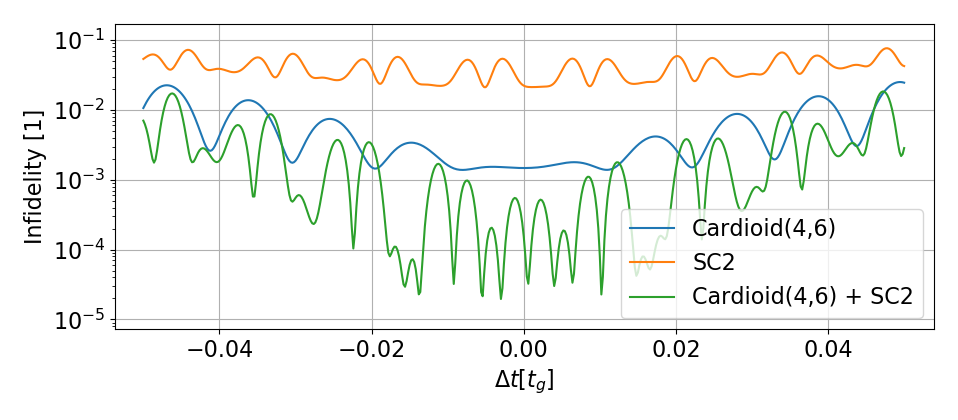 Infidelity [1]
10⁻¹
10⁻²
10⁻³
10⁻⁴
10⁻⁵
Cardioid(4,6)
SC2
Cardioid(4,6) + SC2
−0.04 −0.02 0.00 0.02 0.04
Δt[t_g]